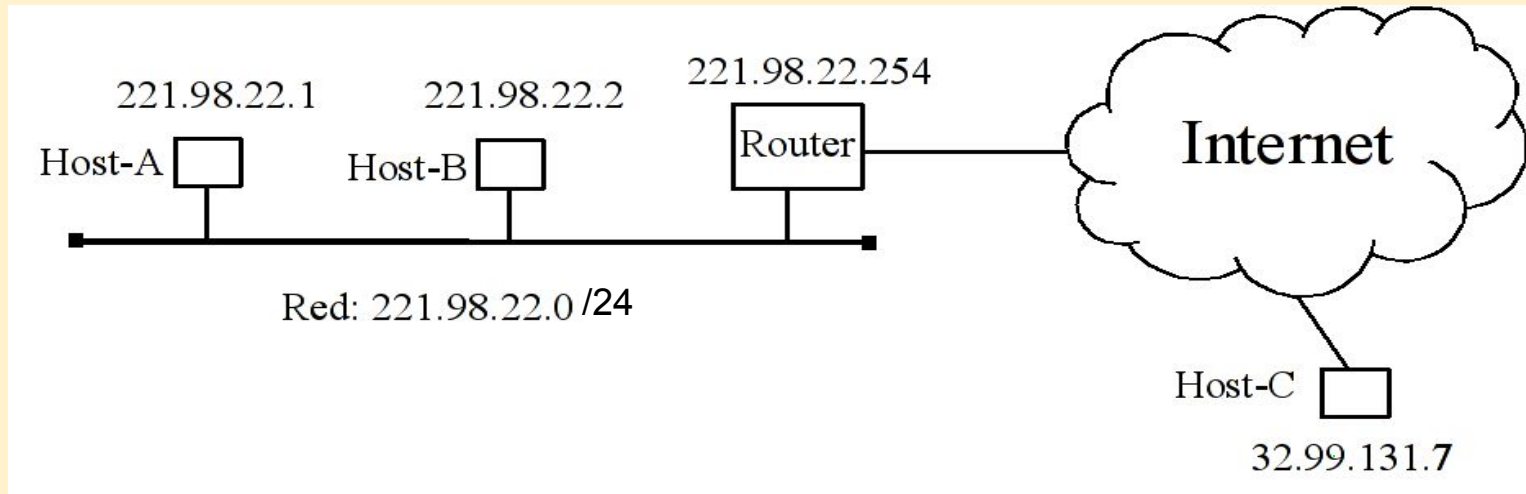 221.98.22.1
221.98.22.2
221.98.22.254
Host-A
Host-B
Router
Internet
Red: 221.98.22.0 /24
Host-C
32.99.131.7